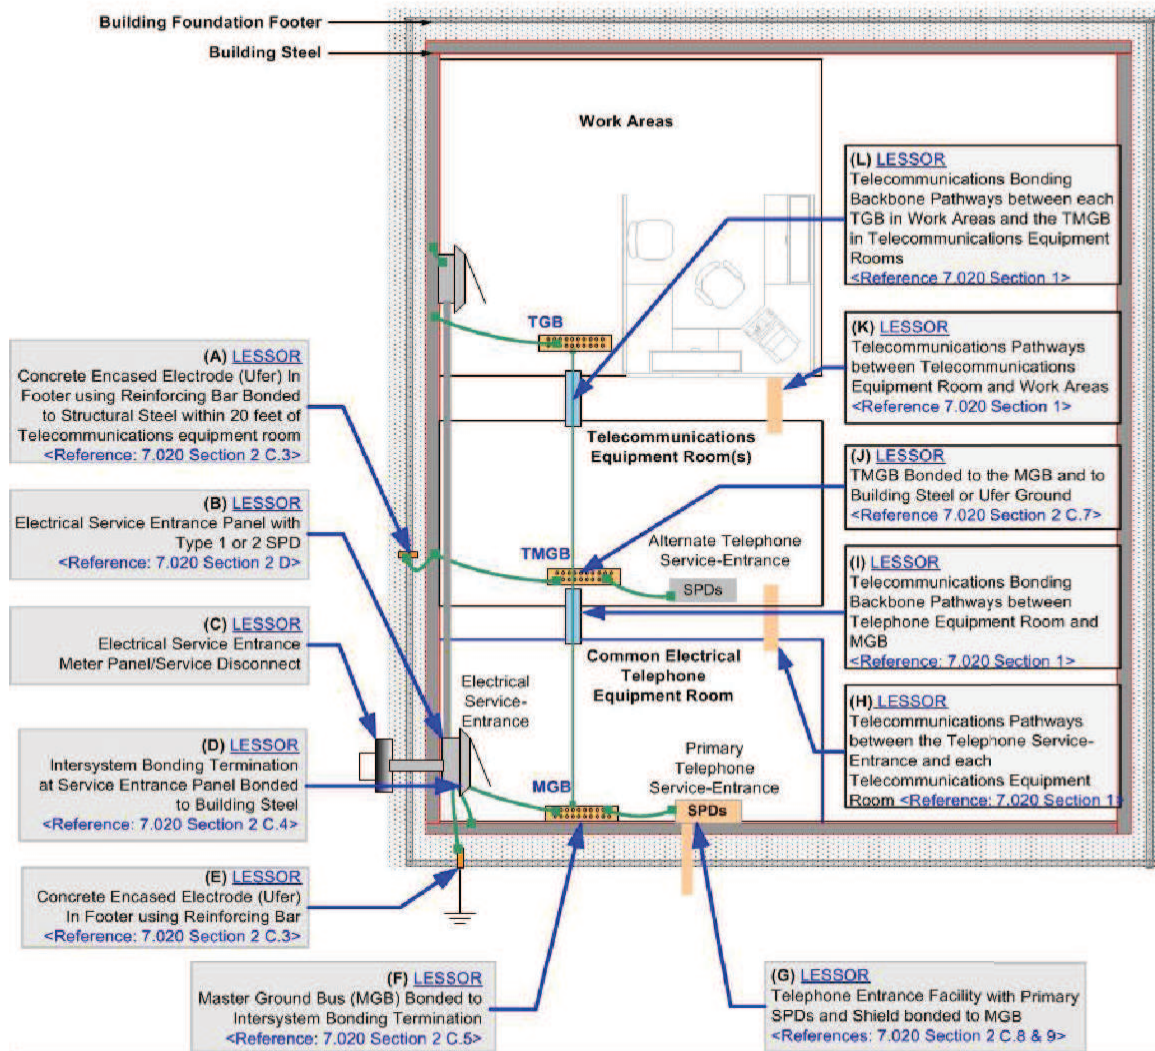 Building Foundation Footer
Building Steel
Work Areas
TGB
Telecommunications
Equipment Room(s)
TMGB
Alternate Telephone
Service-Entrance
SPDs
Common Electrical
Telephone
Equipment Room
Electrical
Service-
Entrance
Primary
Telephone
Service-Entrance
MGB
SPDs
(A) LESSOR
Concrete Encased Electrode (Ufer) In
Footer using Reinforcing Bar Bonded
to Structural Steel within 20 feet of
Telecommunications equipment room
<Reference: 7.020 Section 2 C.3>
(B) LESSOR
Electrical Service Entrance Panel with
Type 1 or 2 SPD
<Reference: 7.020 Section 2 D>
(C) LESSOR
Electrical Service Entrance
Meter Panel/Service Disconnect
(D) LESSOR
Intersystem Bonding Termination
at Service Entrance Panel Bonded
to Building Steel
<Reference: 7.020 Section 2 C.4>
(E) LESSOR
Concrete Encased Electrode (Ufer)
In Footer using Reinforcing Bar
<Reference: 7.020 Section 2 C.3>
(F) LESSOR
Master Ground Bus (MGB) Bonded to
Intersystem Bonding Termination
<Reference: 7.020 Section 2 C.5>
(G) LESSOR
Telephone Entrance Facility with Primary
SPDs and Shield bonded to MGB
<References: 7.020 Section 2 C.8 & 9>
(L) LESSOR
Telecommunications Bonding
Backbone Pathways between each
TGB in Work Areas and the TMGB
in Telecommunications Equipment
Rooms
<Reference 7.020 Section 1>
(K) LESSOR
Telecommunications Pathways
between Telecommunications
Equipment Room and Work Areas
<Reference 7.020 Section 1>
(J) LESSOR
TMGB Bonded to the MGB and to
Building Steel or Ufer Ground
<Reference 7.020 Section 2 C.7>
(I) LESSOR
Telecommunications Bonding
Backbone Pathways between
Telephone Equipment Room and
MGB
<Reference: 7.020 Section 1>
(H) LESSOR
Telecommunications Pathways
between the Telephone Service-
Entrance and each
Telecommunications Equipment
Room <Reference: 7.020 Section 1>